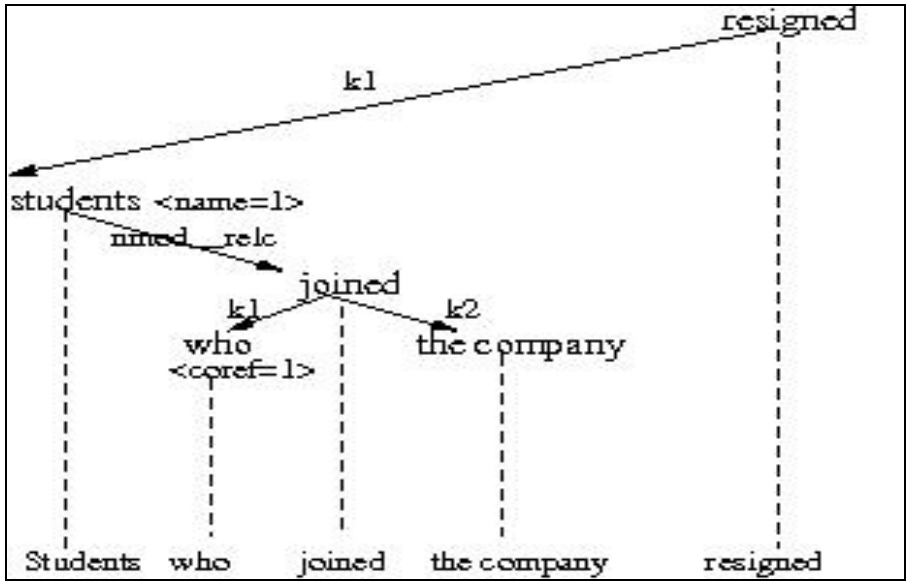 resigned
k1
students <name=1>
nmod__relc
joined
k1 k2
who the company
<coref=1>
Students who joined the company resigned